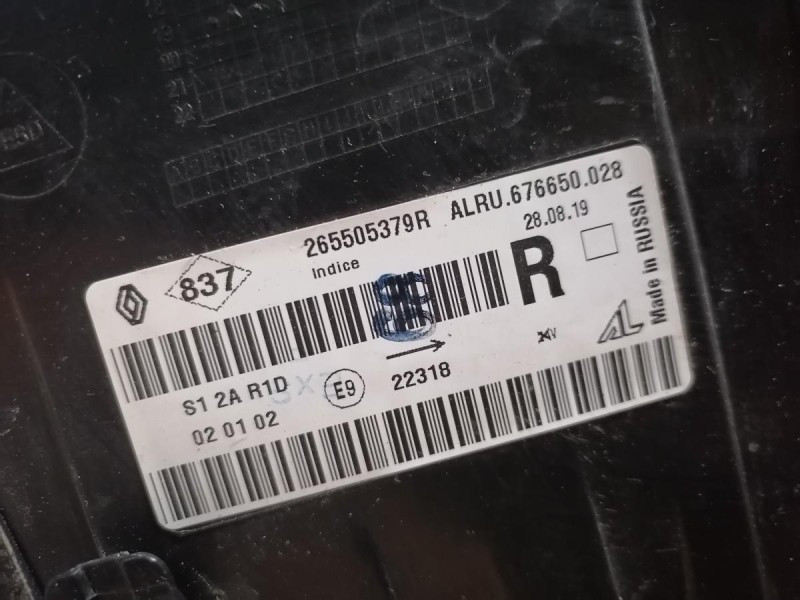 265505379R ALRU.676650.028
28.08.19
837
Indice
R
Made in RUSSIA
S1 2A R1D
02 01 02
E9
22318
AL